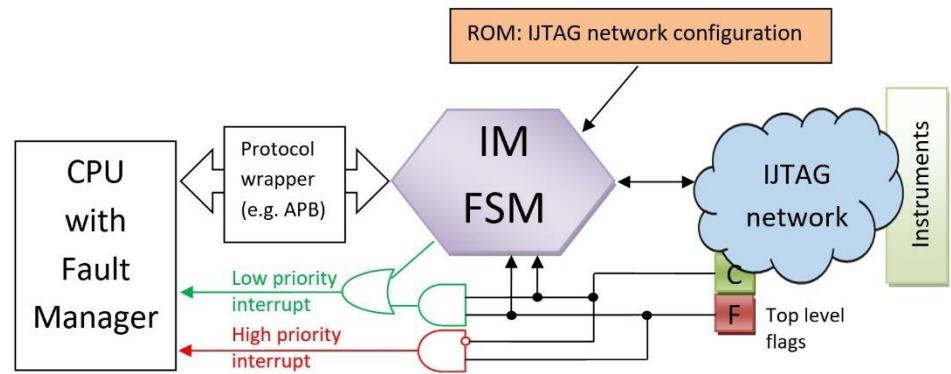 ROM: IJTAG network configuration
CPU
with
Fault
Manager
Protocol
wrapper
(e.g. APB)
IM
FSM
IJTAG
network
Instruments
Low priority
interrupt
High priority
interrupt
C
F
Top level
flags